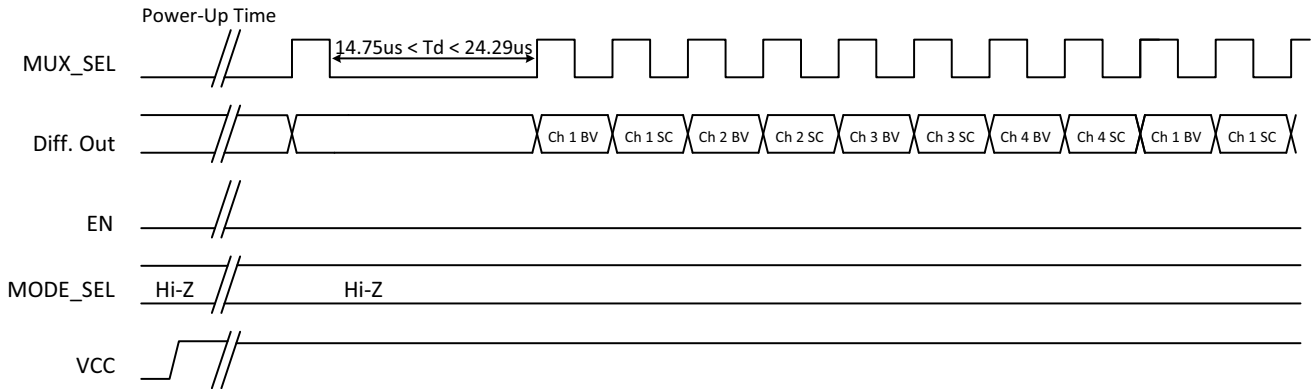 Power-Up Time
MUX_SEL
14.75us < Td < 24.29us
Diff. Out
Ch 1 BV
Ch 1 SC
Ch 2 BV
Ch 2 SC
Ch 3 BV
Ch 3 SC
Ch 4 BV
Ch 4 SC
Ch 1 BV
Ch 1 SC
EN
MODE_SEL
Hi-Z
Hi-Z
VCC